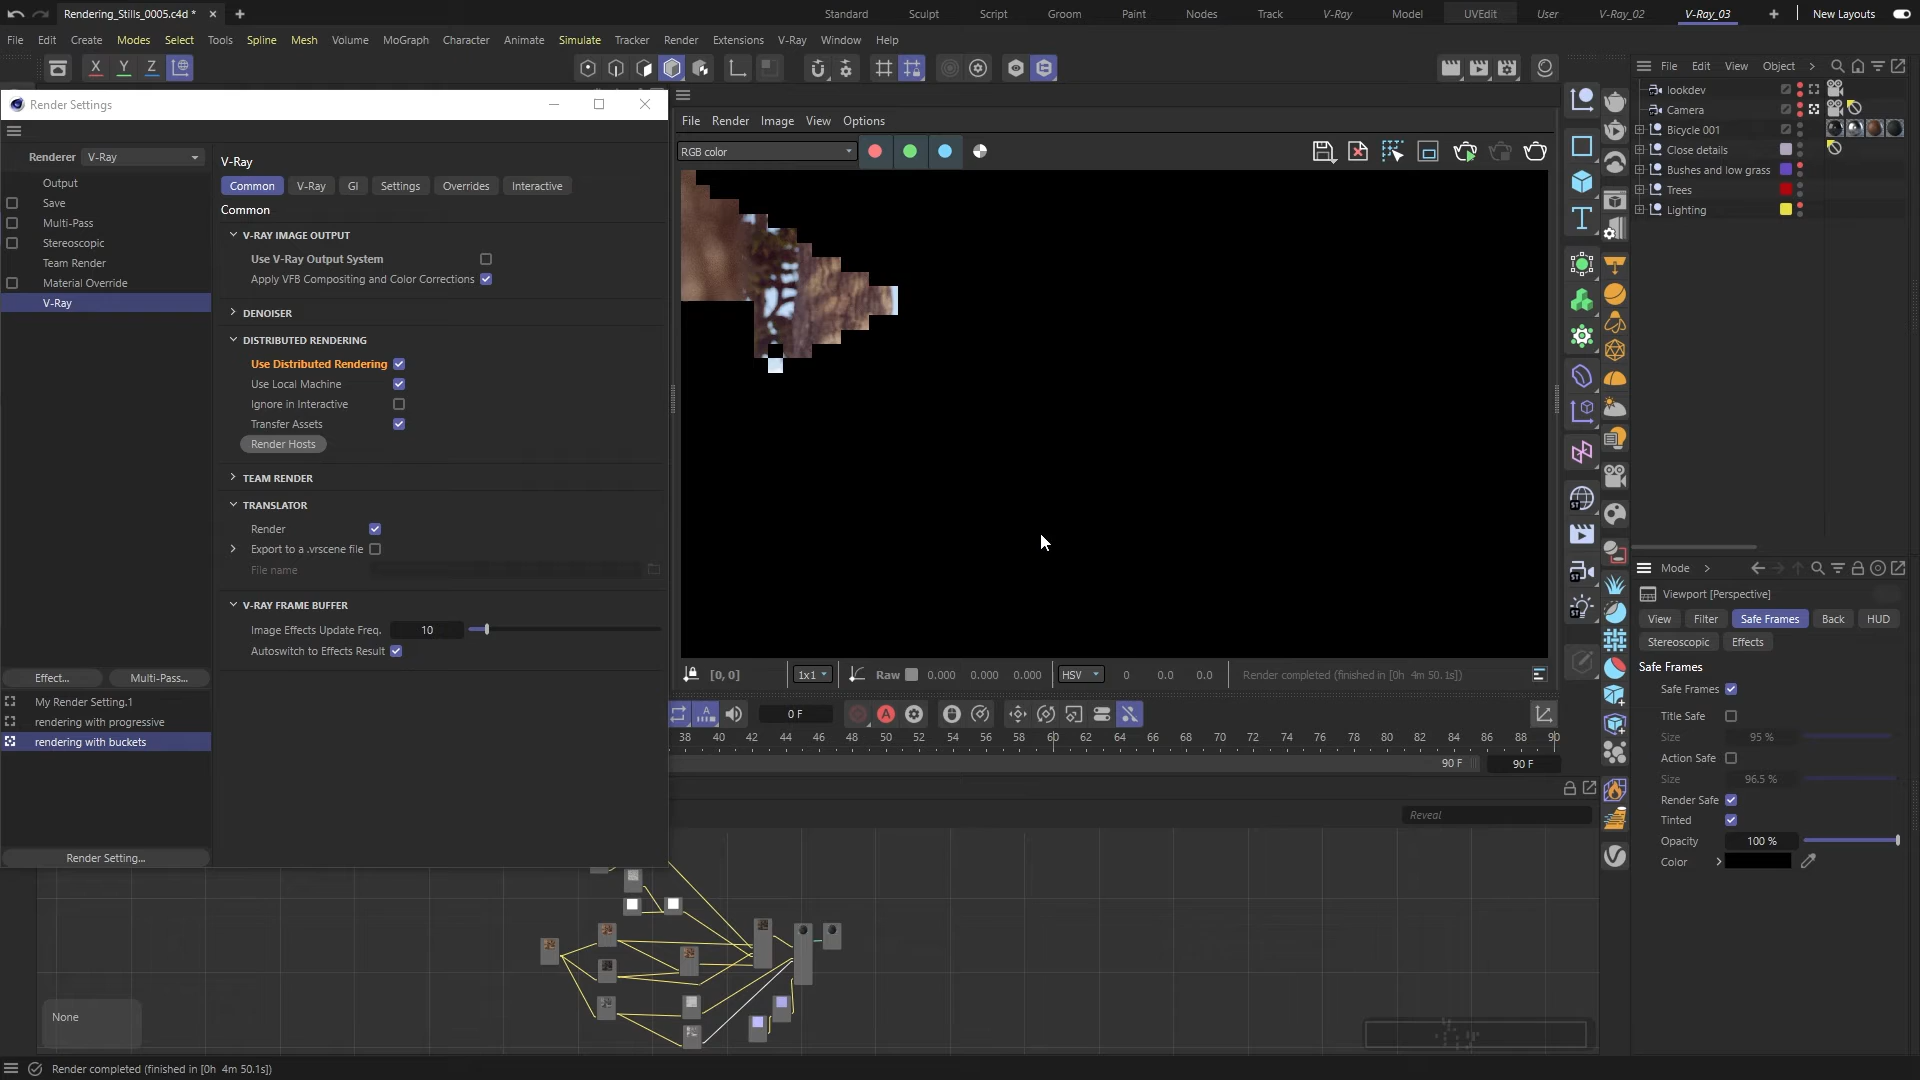 Rendering_Stills_0005.c4d *
Standard Sculpt Script Groom Paint Nodes Track V-Ray Model UVEdit User V-Ray_02 V-Ray_03 New Layouts
File Edit Create Modes Select Tools Spline Mesh Volume MoGraph Character Animate Simulate Tracker Render Extensions V-Ray Window Help
X Y Z
File Edit View Object
Render Settings
lookdev
Camera
Bicycle 001
Close details
Bushes and low grass
Trees
Lighting
File Render Image View Options
RGB color
Renderer V-Ray
Output
Save
Multi-Pass
Stereoscopic
Team Render
Material Override
V-Ray
V-Ray
Common V-Ray GI Settings Overrides Interactive
Common
V-RAY IMAGE OUTPUT
Use V-Ray Output System
Apply VFB Compositing and Color Corrections
DENOISER
DISTRIBUTED RENDERING
Use Distributed Rendering
Use Local Machine
Ignore in Interactive
Transfer Assets
Render Hosts
TEAM RENDER
TRANSLATOR
Render
Export to a .vrscene file
File name
V-RAY FRAME BUFFER
Image Effects Update Freq. 10
Autoswitch to Effects Result
Effect... Multi-Pass...
My Render Setting.1
rendering with progressive
rendering with buckets
Render Setting...
[0, 0] 1x1 Raw 0.000 0.000 0.000 HSV 0 0.0 0.0 Render completed (finished in [0h 4m 50.1s])
0 F
38 40 42 44 46 48 50 52 54 56 58 60 62 64 66 68 70 72 74 76 78 80 82 84 86 88 90
90 F 90 F
Reveal
Mode
Viewport [Perspective]
View Filter Safe Frames Back HUD
Stereoscopic Effects
Safe Frames
Safe Frames
Title Safe
Size 95 %
Action Safe
Size 96.5 %
Render Safe
Tinted
Opacity 100 %
Color
None
Render completed (finished in [0h 4m 50.1s])